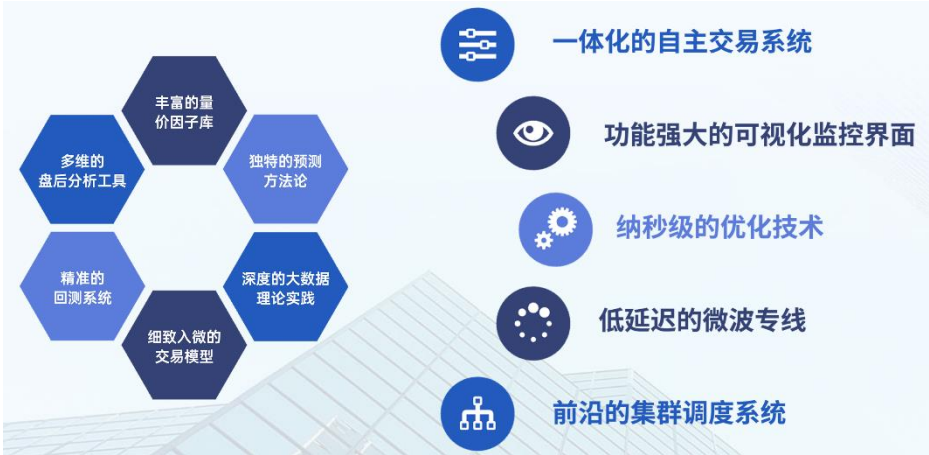 丰富的量
价因子库
独特的预测
方法论
深度的大数据
理论实践
细致入微的
交易模型
精准的
回测系统
多维的
盘后分析工具
一体化的自主交易系统
功能强大的可视化监控界面
纳秒级的优化技术
低延迟的微波专线
前沿的集群调度系统